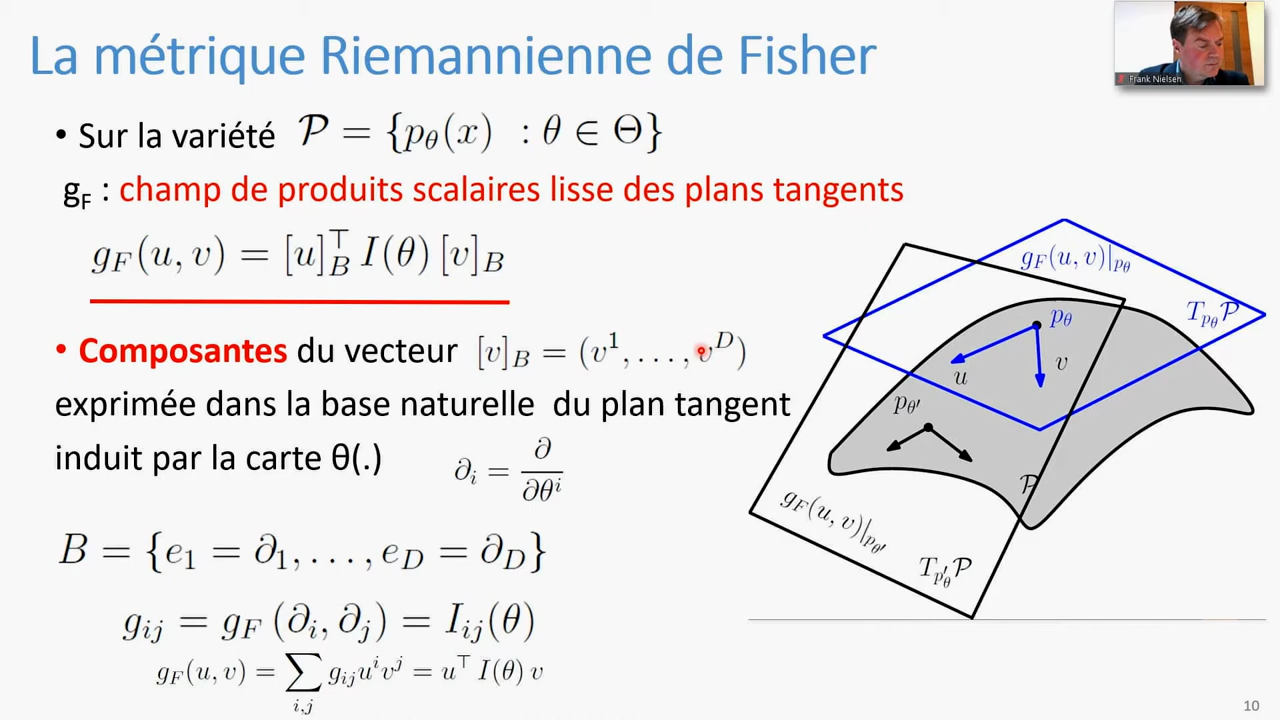 La métrique Riemannienne de Fisher
Frank Nielsen
• Sur la variété 𝒫 = {p_θ(x) : θ ∈ Θ}
g_F : champ de produits scalaires lisse des plans tangents
g_F(u, v) = [u]_B^⊤ I(θ) [v]_B
• Composantes du vecteur [v]_B = (v^1, . . . , v^D)
exprimée dans la base naturelle du plan tangent
induit par la carte θ(.) ∂_i = ∂/∂θ^i
B = {e_1 = ∂_1, . . . , e_D = ∂_D}
g_ij = g_F (∂_i, ∂_j) = I_ij(θ)
g_F(u, v) = ∑_{i,j} g_ij u^i v^j = u^⊤ I(θ) v
g_F(u, v)|_{p_θ}
T_{p_θ}𝒫
p_θ
u
v
p_θ′
𝒫
g_F(u, v)|_{p_θ′}
T_{p′_θ}𝒫
10